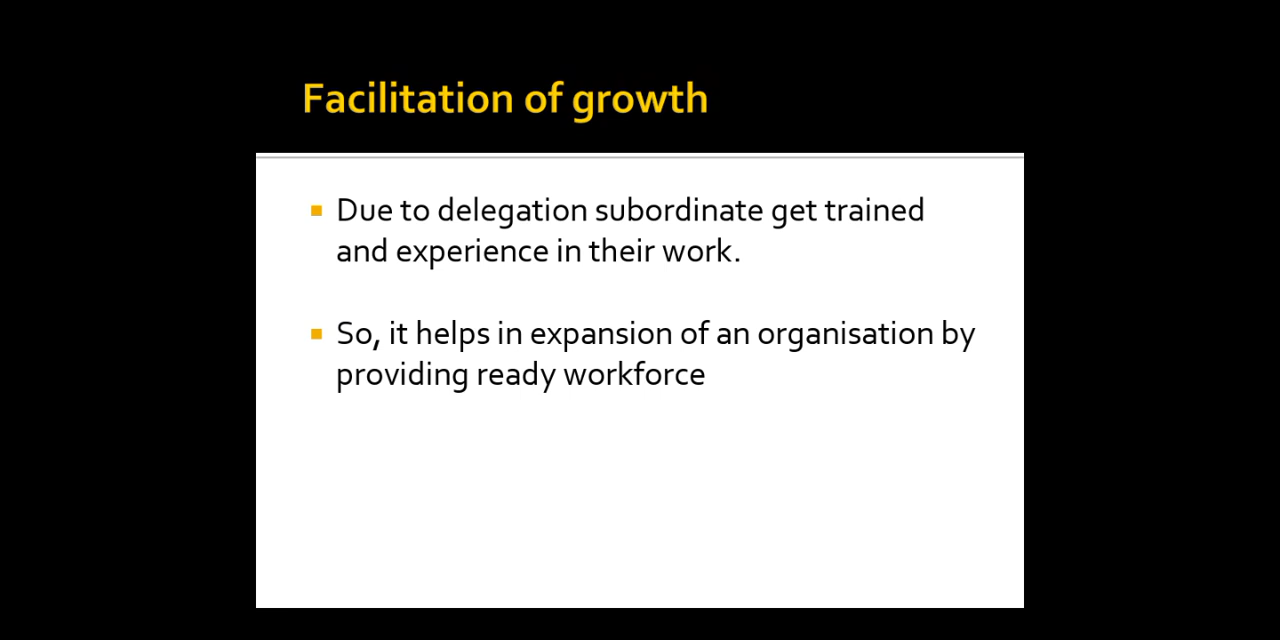 Facilitation of growth
Due to delegation subordinate get trained
and experience in their work.
So, it helps in expansion of an organisation by
providing ready workforce